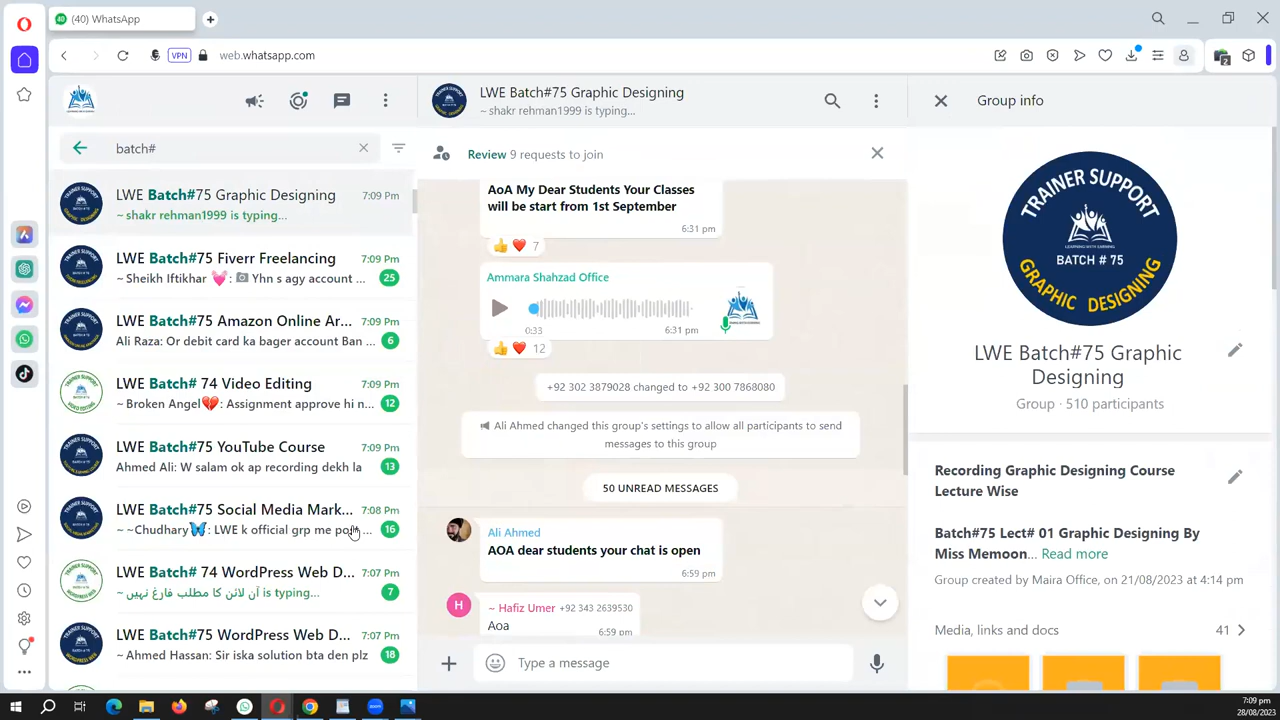 (40) WhatsApp
VPN
web.whatsapp.com
2
batch#
LWE Batch#75 Graphic Designing
7:09 Pm
~ shakr rehman1999 is typing...
LWE Batch#75 Fiverr Freelancing
7:09 Pm
~ Sheikh Iftikhar 💘: 📷 Yhn s agy account ...
25
LWE Batch#75 Amazon Online Ar...
7:09 Pm
Ali Raza: Or debit card ka bager account Ban ...
6
LWE Batch# 74 Video Editing
7:09 Pm
~ Broken Angel💔: Assignment approve hi n...
12
LWE Batch#75 YouTube Course
7:09 Pm
Ahmed Ali: W salam ok ap recording dekh la
13
LWE Batch#75 Social Media Mark...
7:08 Pm
~ ~Chudhary🦋: LWE k official grp me po
16
LWE Batch# 74 WordPress Web D...
7:07 Pm
~ آن لائن کا مطلب فارغ نہیں is typing...
7
LWE Batch#75 WordPress Web D...
7:07 Pm
~ Ahmed Hassan: Sir iska solution bta den plz
18
LWE Batch#75 Graphic Designing
~ shakr rehman1999 is typing...
Review 9 requests to join
AoA My Dear Students Your Classes
will be start from 1st September
6:31 pm
👍 ❤️ 7
Ammara Shahzad Office
0:33
6:31 pm
👍 ❤️ 12
+92 302 3879028 changed to +92 300 7868080
Ali Ahmed changed this group's settings to allow all participants to send
messages to this group
50 UNREAD MESSAGES
Ali Ahmed
AOA dear students your chat is open
6:59 pm
H
~ Hafiz Umer +92 343 2639530
Aoa
6:59 pm
Type a message
Group info
TRAINER SUPPORT
BATCH # 75
GRAPHIC DESIGNING
LWE Batch#75 Graphic
Designing
Group · 510 participants
Recording Graphic Designing Course
Lecture Wise
Batch#75 Lect# 01 Graphic Designing By
Miss Memoon... Read more
Group created by Maira Office, on 21/08/2023 at 4:14 pm
Media, links and docs
41
7:09 pm
28/08/2023